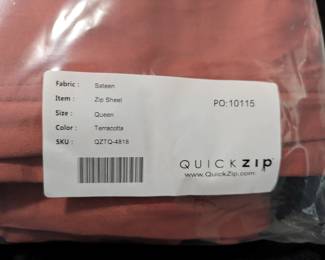 Fabric : Sateen
Item : Zip Sheet
PO:10115
Size : Queen
Color : Terracotta
SKU : QZTQ-4818
QUICKZIP
www.QuickZip.com